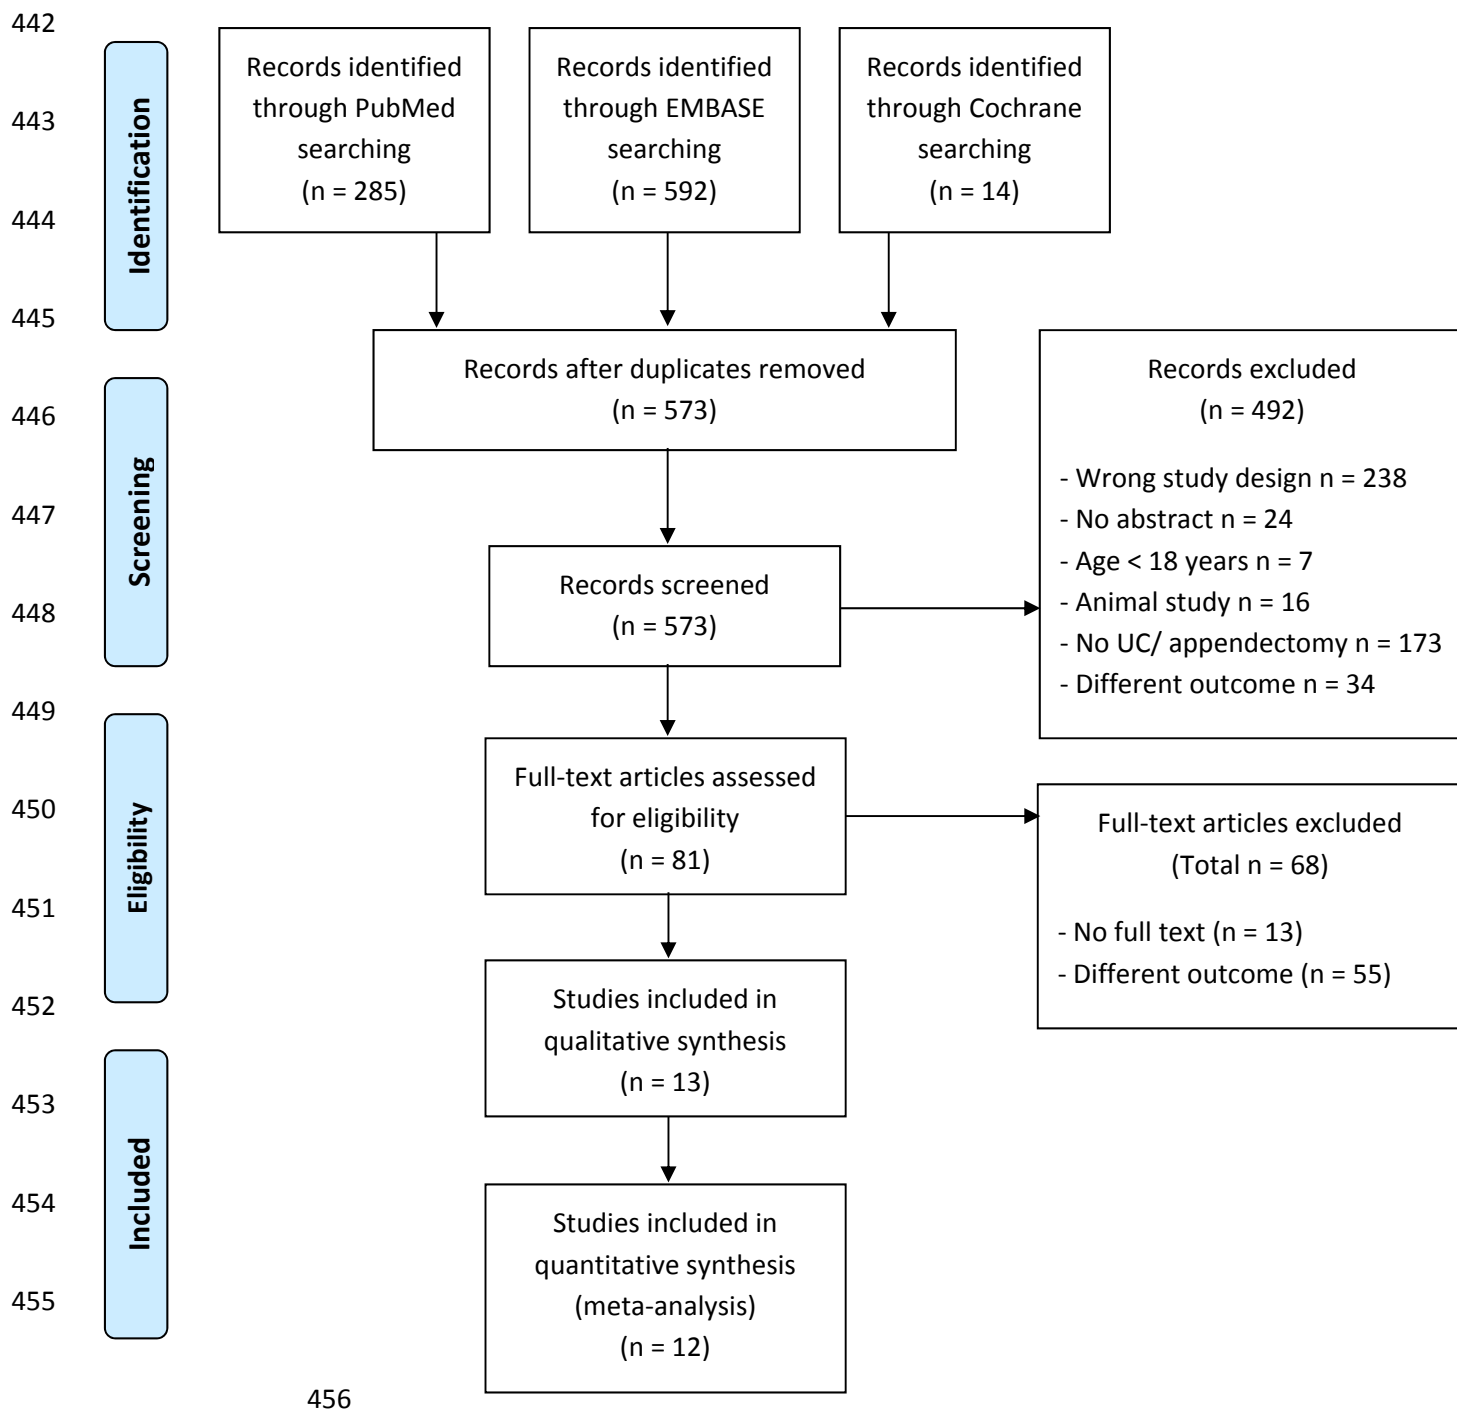 442
Identification
Records identified
through PubMed
searching
(n = 285)
Records identified
through EMBASE
searching
(n = 592)
Records identified
through Cochrane
searching
(n = 14)
443
444
445
Records after duplicates removed
(n = 573)
Records excluded
(n = 492)
- Wrong study design n = 238
- No abstract n = 24
- Age < 18 years n = 7
- Animal study n = 16
- No UC/ appendectomy n = 173
- Different outcome n = 34
446
Screening
447
Records screened
(n = 573)
448
449
Full-text articles assessed
for eligibility
(n = 81)
Full-text articles excluded
(Total n = 68)
- No full text (n = 13)
- Different outcome (n = 55)
450
Eligibility
451
Studies included in
qualitative synthesis
(n = 13)
452
453
Included
454
Studies included in
quantitative synthesis
(meta-analysis)
(n = 12)
455
456